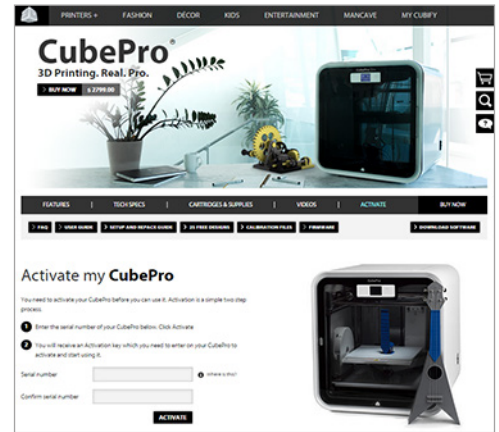 PRINTERS +
FASHION
DÉCOR
KIDS
ENTERTAINMENT
MANCAVE
MY CUBIFY
CubePro®
3D Printing. Real. Pro.
> BUY NOW $ 2799.00
FEATURES | TECH SPECS | CARTRIDGES & SUPPLIES | VIDEOS | ACTIVATE BUY NOW
> FAQ > USER GUIDE > SETUP AND REPACK GUIDE > 25 FREE DESIGNS > CALIBRATION FILES > FIRMWARE > DOWNLOAD SOFTWARE
Activate my CubePro
You need to activate your CubePro before you can use it. Activation is a simple two step
process.
1 Enter the serial number of your CubePro below. Click Activate
2 You will receive an Activation key which you need to enter on your CubePro to
activate and start using it.
Serial number
Where is this?
Confirm serial number
ACTIVATE